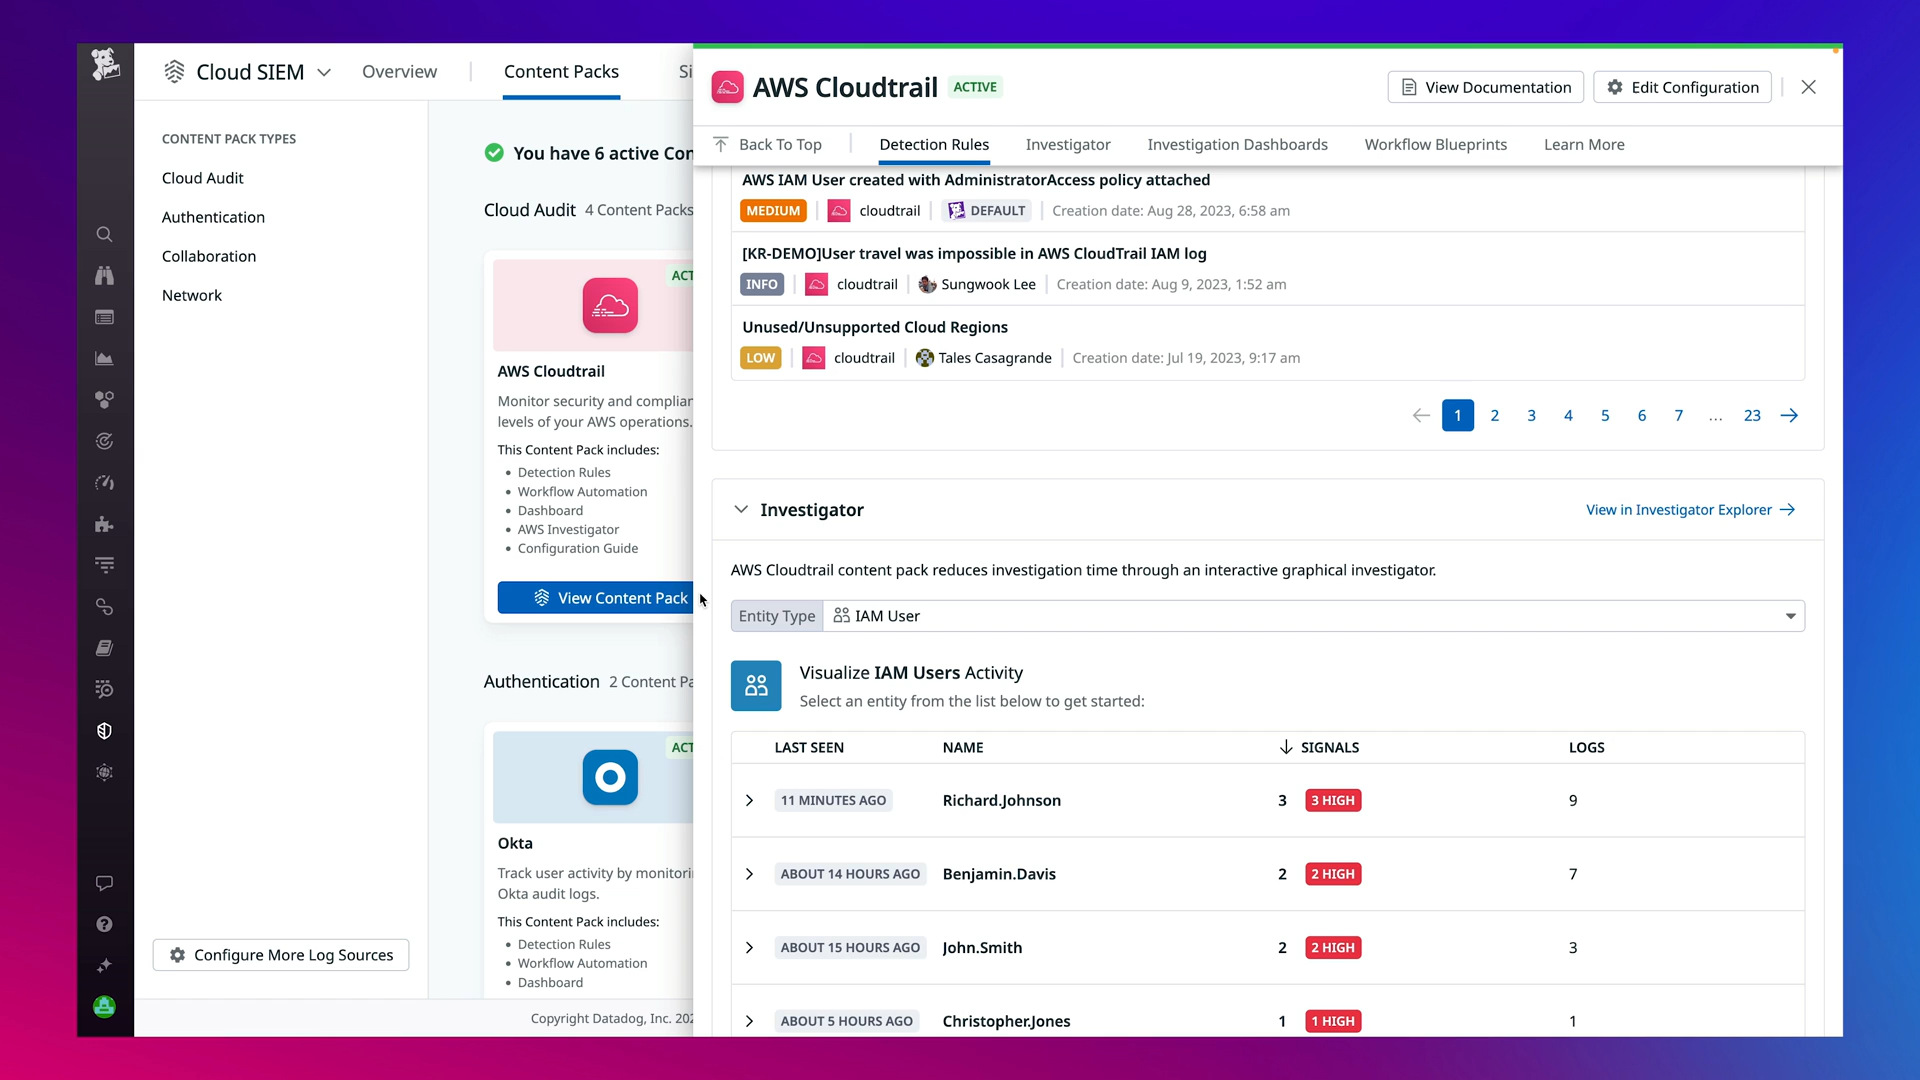 Cloud SIEM
Overview
Content Packs
CONTENT PACK TYPES
Cloud Audit
Authentication
Collaboration
Network
Configure More Log Sources
You have 6 active
Cloud Audit 4 Content Packs
AWS Cloudtrail
Monitor security and
levels of your AWS operations.
This Content Pack includes:
• Detection Rules
• Workflow Automation
• Dashboard
• AWS Investigator
• Configuration Guide
View Content Pack
Authentication 2 Content
Okta
Track user activity by
Okta audit logs.
This Content Pack includes:
• Detection Rules
• Workflow Automation
• Dashboard
Copyright Datadog, Inc.
AWS Cloudtrail ACTIVE
View Documentation
Edit Configuration
Back To Top
Detection Rules
Investigator
Investigation Dashboards
Workflow Blueprints
Learn More
AWS IAM User created with AdministratorAccess policy attached
MEDIUM cloudtrail DEFAULT Creation date: Aug 28, 2023, 6:58 am
[KR-DEMO]User travel was impossible in AWS CloudTrail IAM log
INFO cloudtrail Sungwook Lee Creation date: Aug 9, 2023, 1:52 am
Unused/Unsupported Cloud Regions
LOW cloudtrail Tales Casagrande Creation date: Jul 19, 2023, 9:17 am
1 2 3 4 5 6 7 ... 23
Investigator
View in Investigator Explorer
AWS Cloudtrail content pack reduces investigation time through an interactive graphical investigator.
Entity Type IAM User
Visualize IAM Users Activity
Select an entity from the list below to get started:
LAST SEEN NAME SIGNALS LOGS
11 MINUTES AGO Richard.Johnson 3 3 HIGH 9
ABOUT 14 HOURS AGO Benjamin.Davis 2 2 HIGH 7
ABOUT 15 HOURS AGO John.Smith 2 2 HIGH 3
ABOUT 5 HOURS AGO Christopher.Jones 1 1 HIGH 1